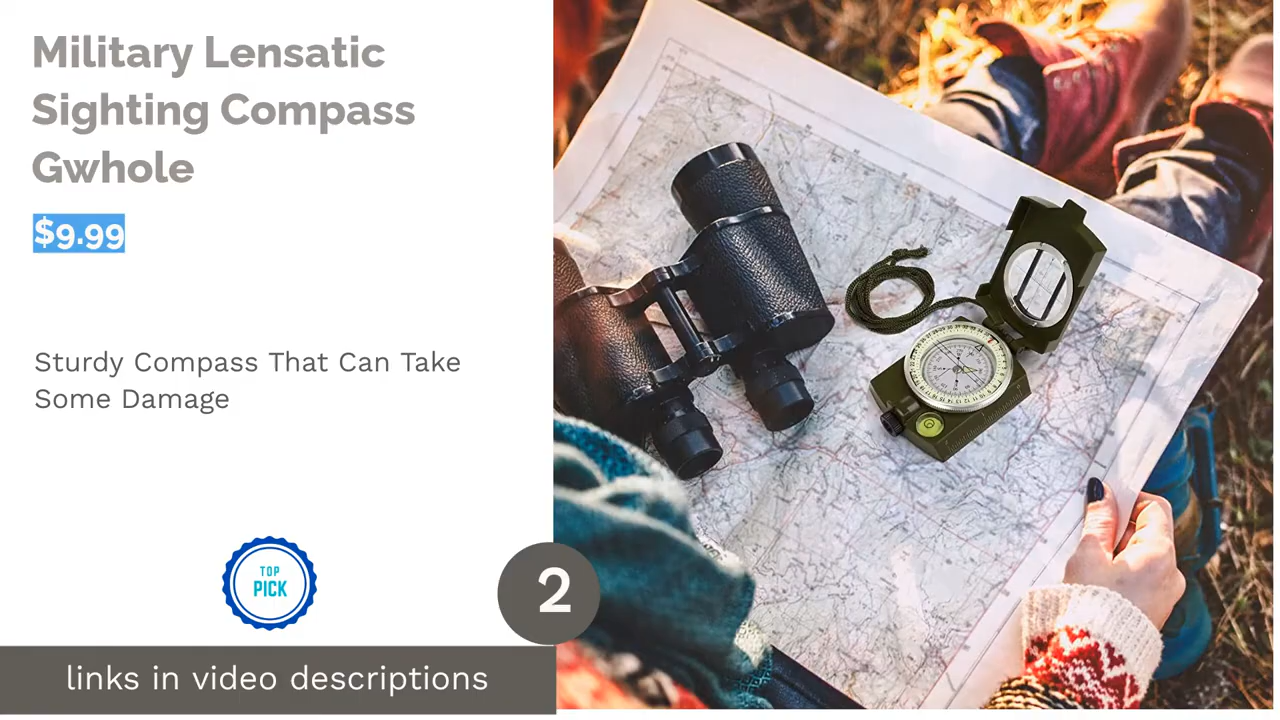 Military Lensatic
Sighting Compass
Gwhole
$9.99
Sturdy Compass That Can Take
Some Damage
TOP
PICK
2
links in video descriptions